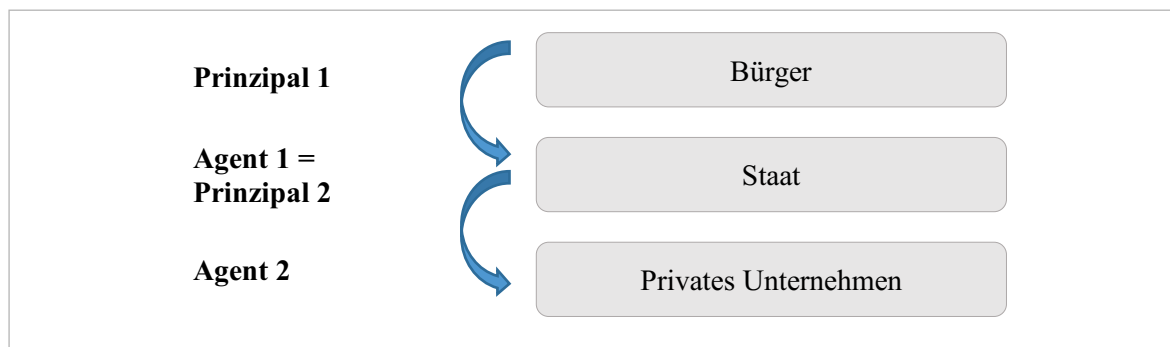 Prinzipal 1
Bürger
Agent 1 =
Prinzipal 2
Staat
Agent 2
Privates Unternehmen